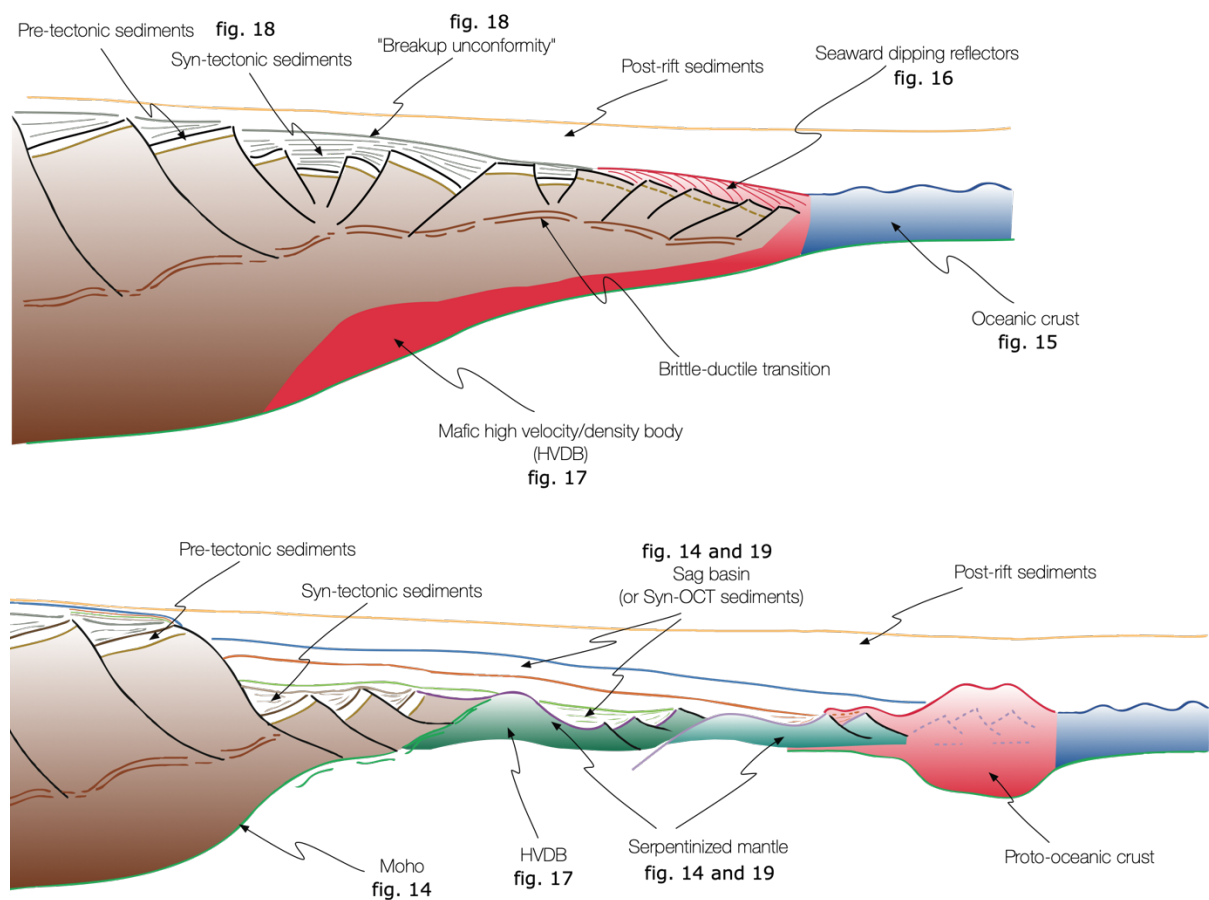 Pre-tectonic sediments
fig. 18
Syn-tectonic sediments
fig. 18
"Breakup unconformity"
Post-rift sediments
Seaward dipping reflectors
fig. 16
Oceanic crust
fig. 15
Brittle-ductile transition
Mafic high velocity/density body
(HVDB)
fig. 17
Pre-tectonic sediments
Syn-tectonic sediments
fig. 14 and 19
Sag basin
(or Syn-OCT sediments)
Post-rift sediments
Moho
fig. 14
HVDB
fig. 17
Serpentinized mantle
fig. 14 and 19
Proto-oceanic crust